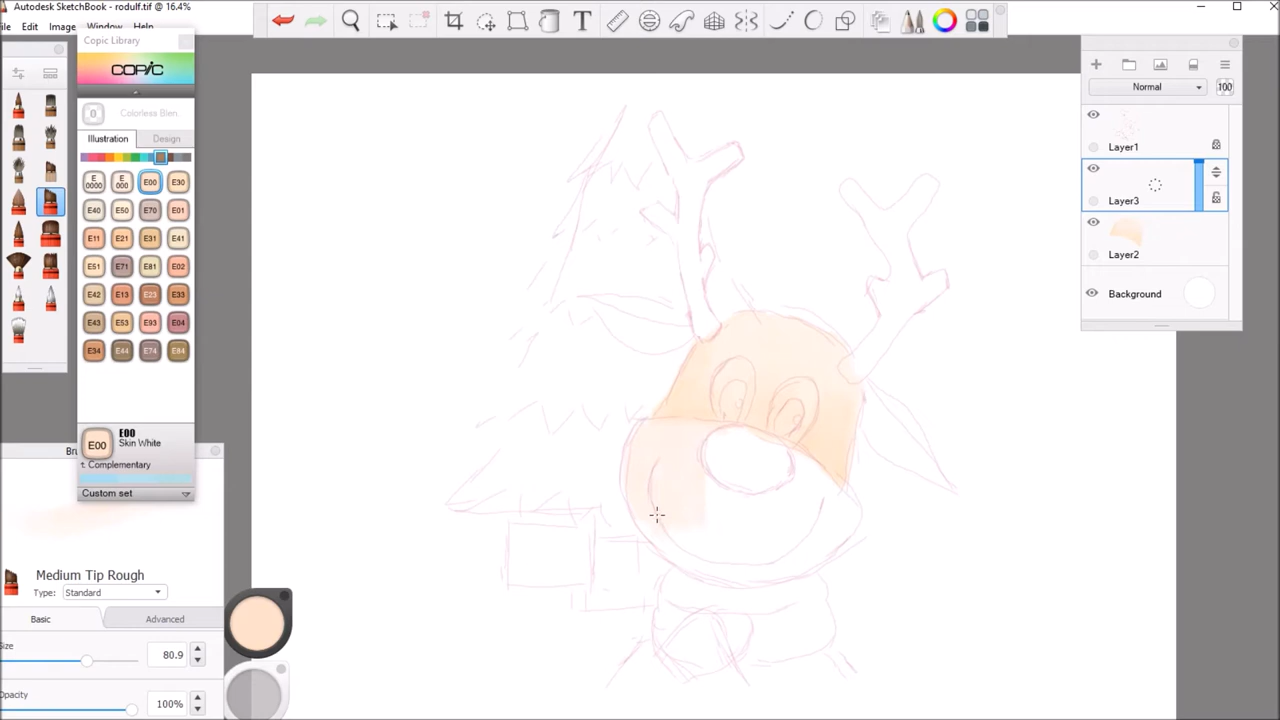 Autodesk SketchBook - rodulf.tif @ 16.4%
Edit Image Window Help
Copic Library
COPIC
0 Colorless Blen
Illustration Design
E0000 E000 E00 E30
E40 E50 E70 E01
E11 E21 E31 E41
E51 E71 E81 E02
E42 E13 E23 E33
E43 E53 E93 E04
E34 E44 E74 E84
E00 E00
Skin White
t. Complementary
Custom set
Medium Tip Rough
Type: Standard
Basic Advanced
Size 80.9
Opacity 100%
Normal 100
Layer1
Layer3
Layer2
Background